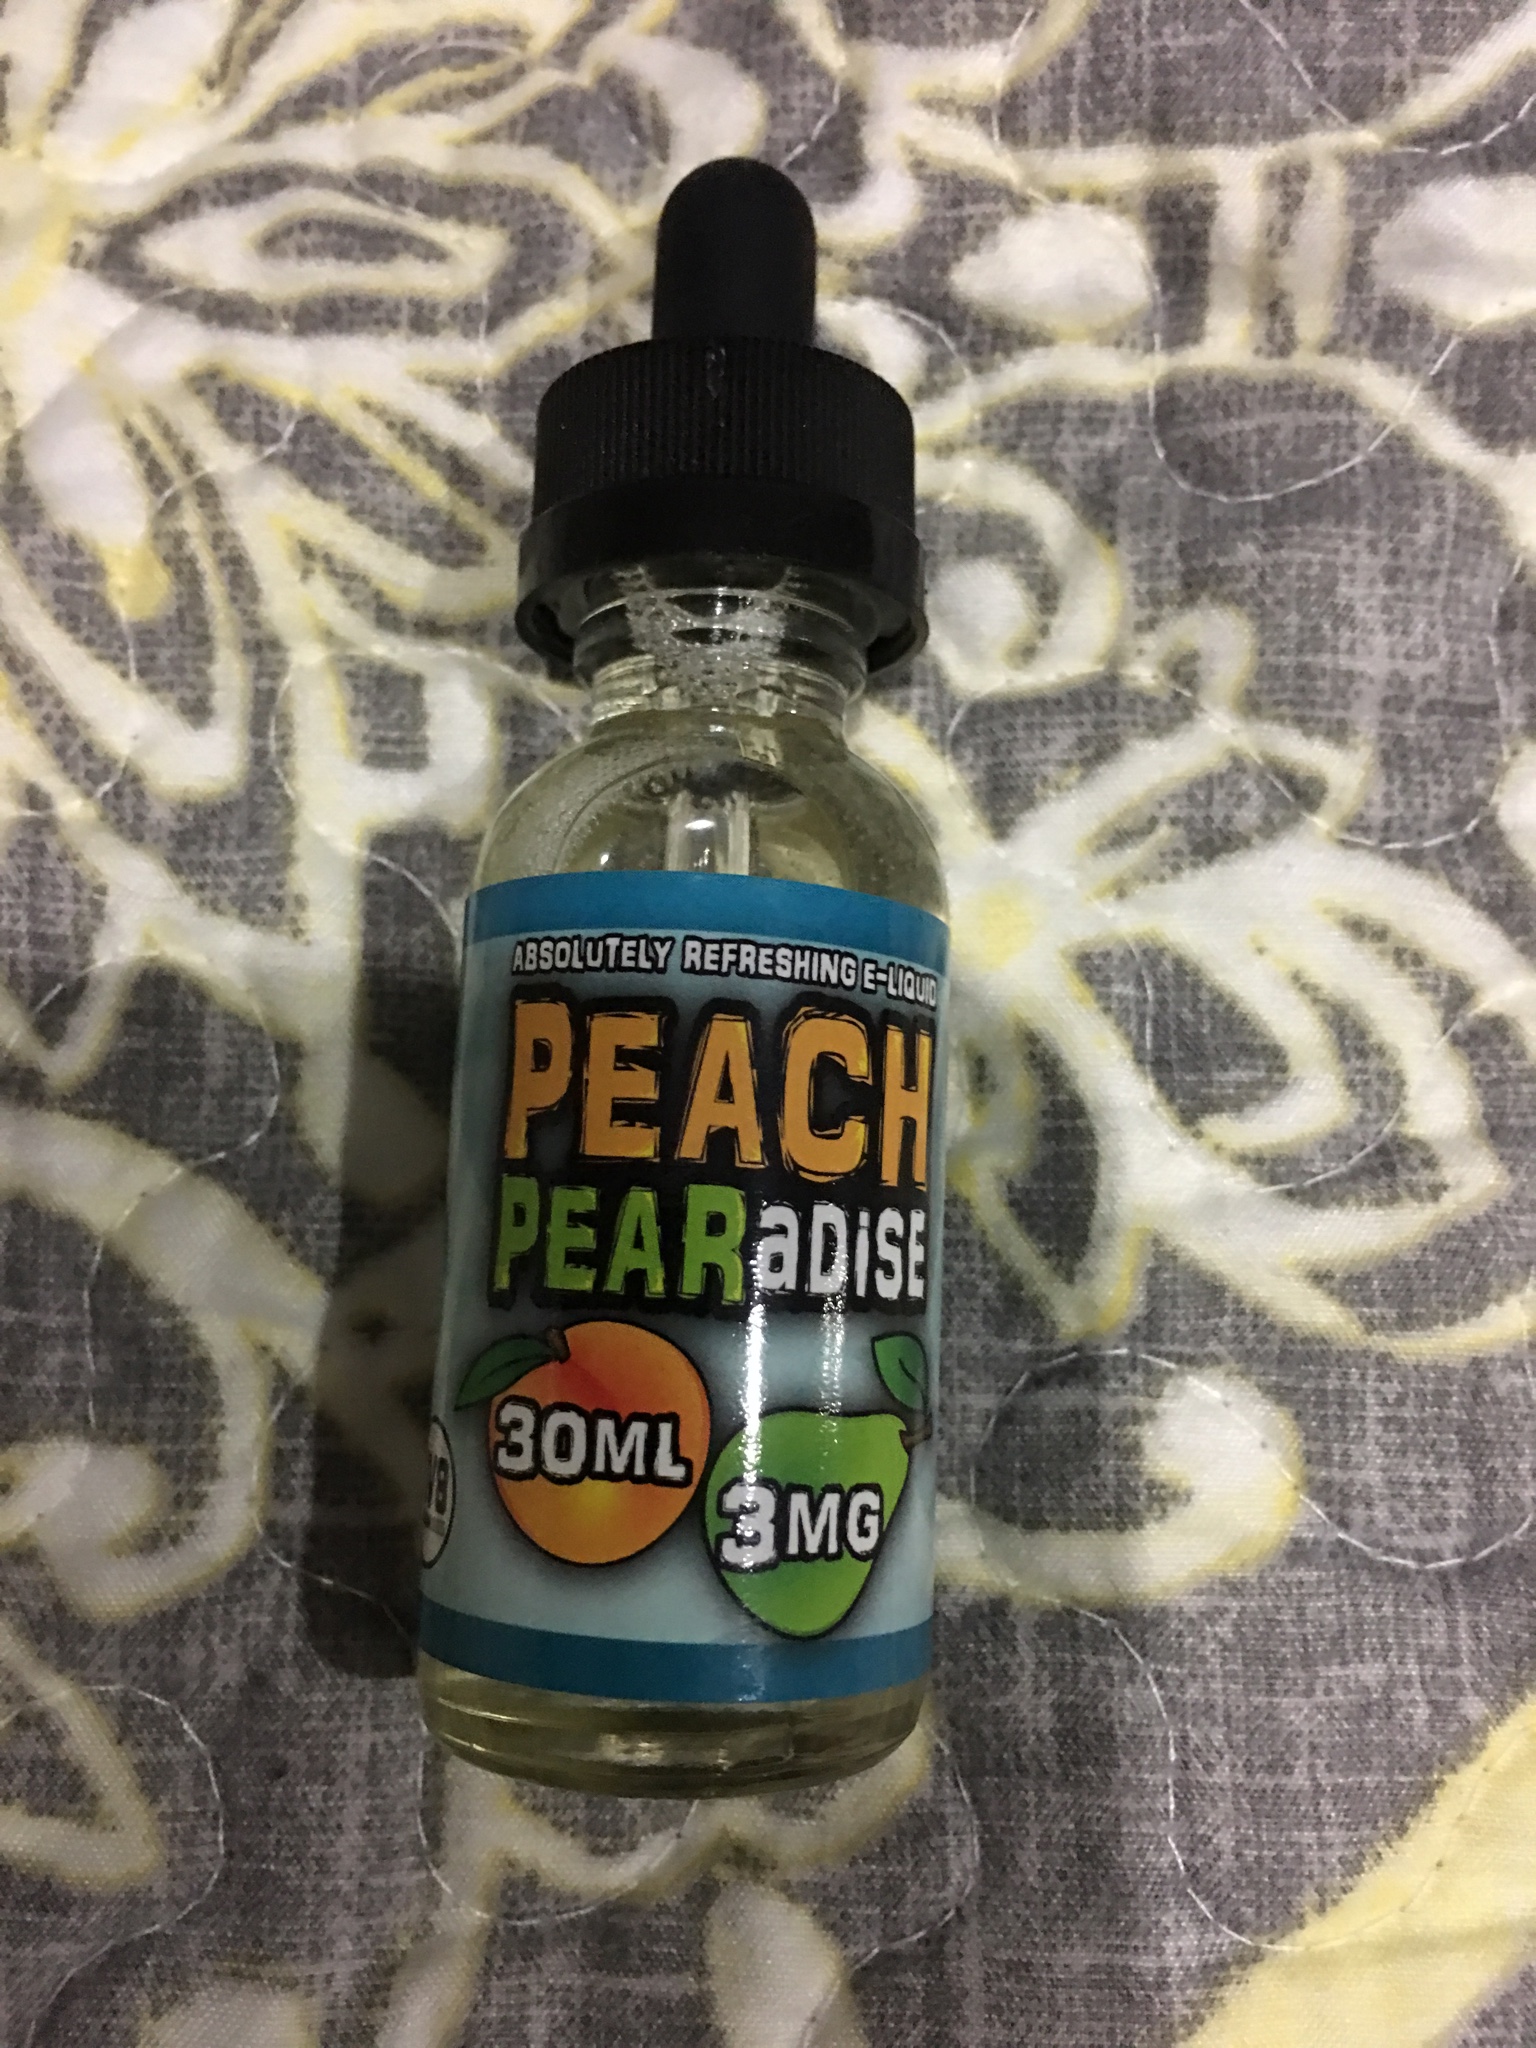 ABSOLUTELY REFRESHING E-LIQUID
PEACH
PEARaDiSE
30ML
3MG